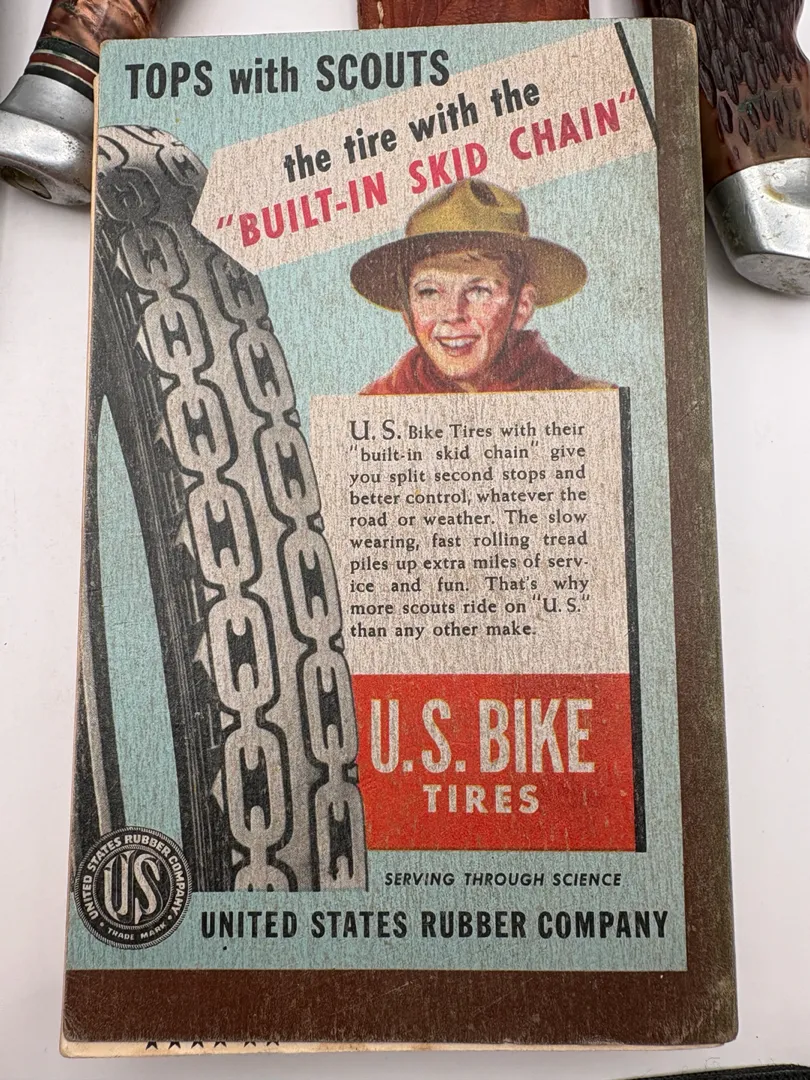 TOPS with SCOUTS
the tire with the
"BUILT-IN SKID CHAIN"
U. S. Bike Tires with their
"built-in skid chain" give
you split second stops and
better control, whatever the
road or weather. The slow
wearing, fast rolling tread
piles up extra miles of serv-
ice and fun. That's why
more scouts ride on "U. S."
than any other make.
U.S. BIKE
TIRES
SERVING THROUGH SCIENCE
UNITED STATES RUBBER COMPANY
US
TRADE MARK
UNITED STATES RUBBER COMPANY